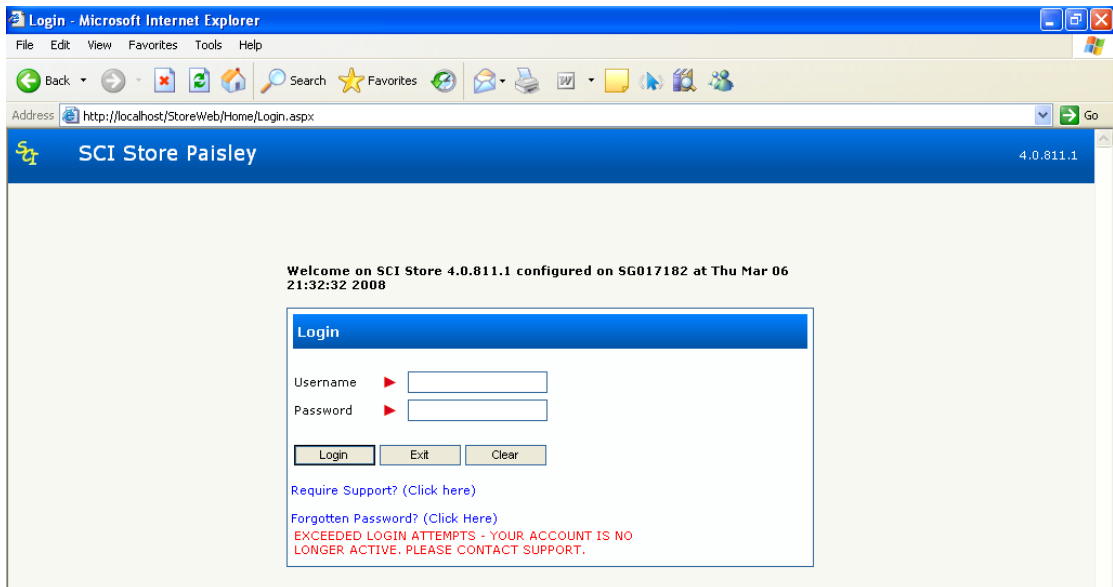 Login - Microsoft Internet Explorer
File Edit View Favorites Tools Help
Back Search Favorites W
Address http://localhost/StoreWeb/Home/Login.aspx Go
SCI SCI Store Paisley 4.0.811.1
Welcome on SCI Store 4.0.811.1 configured on SG017182 at Thu Mar 06
21:32:32 2008
Login
Username
Password
Login Exit Clear
Require Support? (Click here)
Forgotten Password? (Click Here)
EXCEEDED LOGIN ATTEMPTS - YOUR ACCOUNT IS NO
LONGER ACTIVE. PLEASE CONTACT SUPPORT.